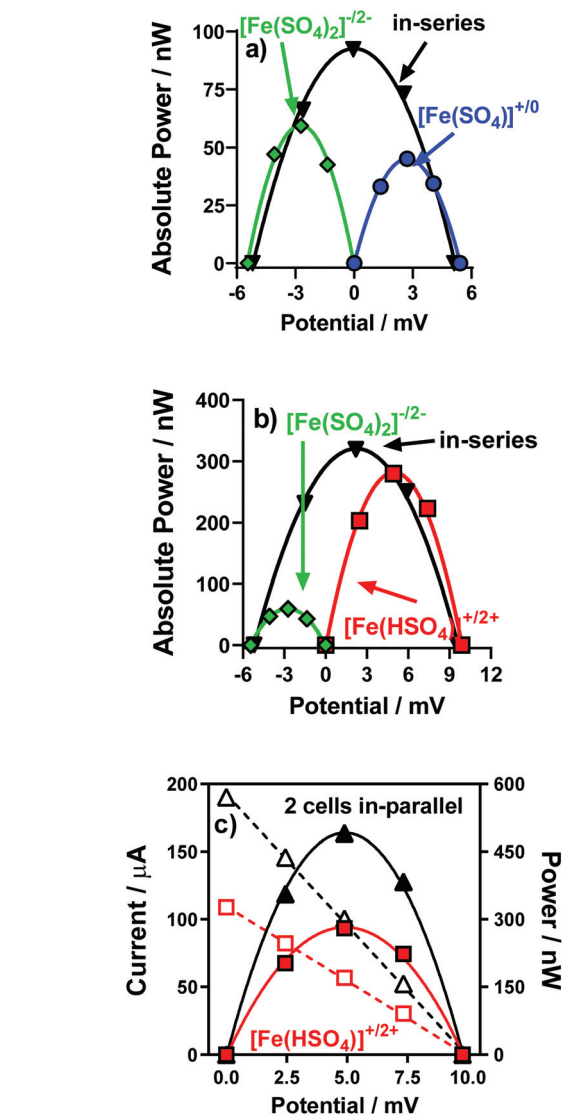 [Fe(SO₄)₂]⁻/²⁻
in-series
a)
[Fe(SO₄)]⁺/⁰
100
75
50
25
0
Absolute Power / nW
-6 -3 0 3 6
Potential / mV
b)
[Fe(SO₄)₂]⁻/²⁻
in-series
[Fe(HSO₄)]⁺/²⁺
400
300
200
100
0
Absolute Power / nW
-6 -3 0 3 6 9 12
Potential / mV
c)
2 cells in-parallel
[Fe(HSO₄)]⁺/²⁺
200
150
100
50
0
Current / μA
600
450
300
150
0
Power / nW
0.0 2.5 5.0 7.5 10.0
Potential / mV